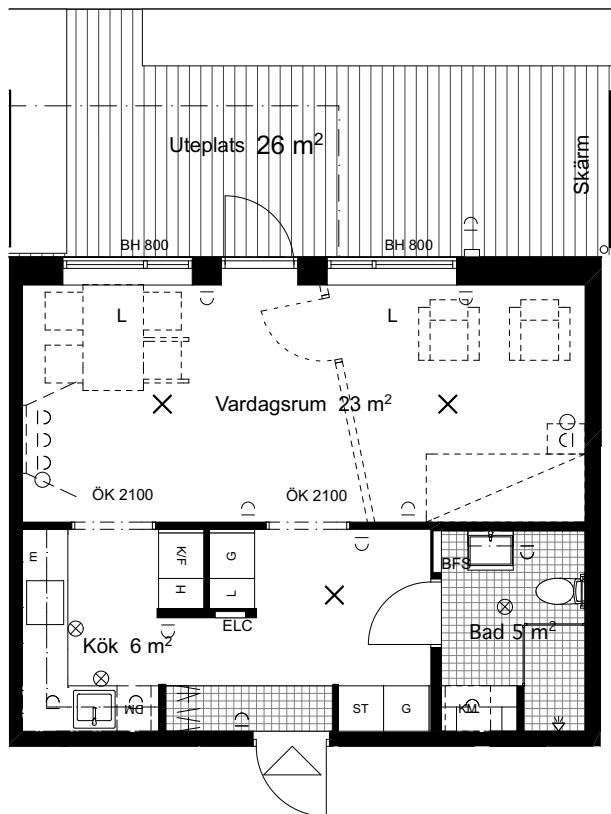 Uteplats 26 m²
Skärm
BH 800
BH 800
L
L
Vardagsrum 23 m²
ÖK 2100
ÖK 2100
m
K/F
G
H
L
BFS
ELC
Kök 6 m²
Bad 5 m²
DM
ST
G
KM